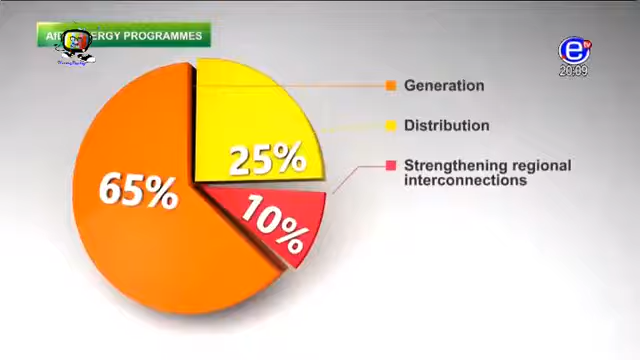 ERGY PROGRAMMES
Generation
Distribution
Strengthening regional
interconnections
25%
65%
10%
e
20:09